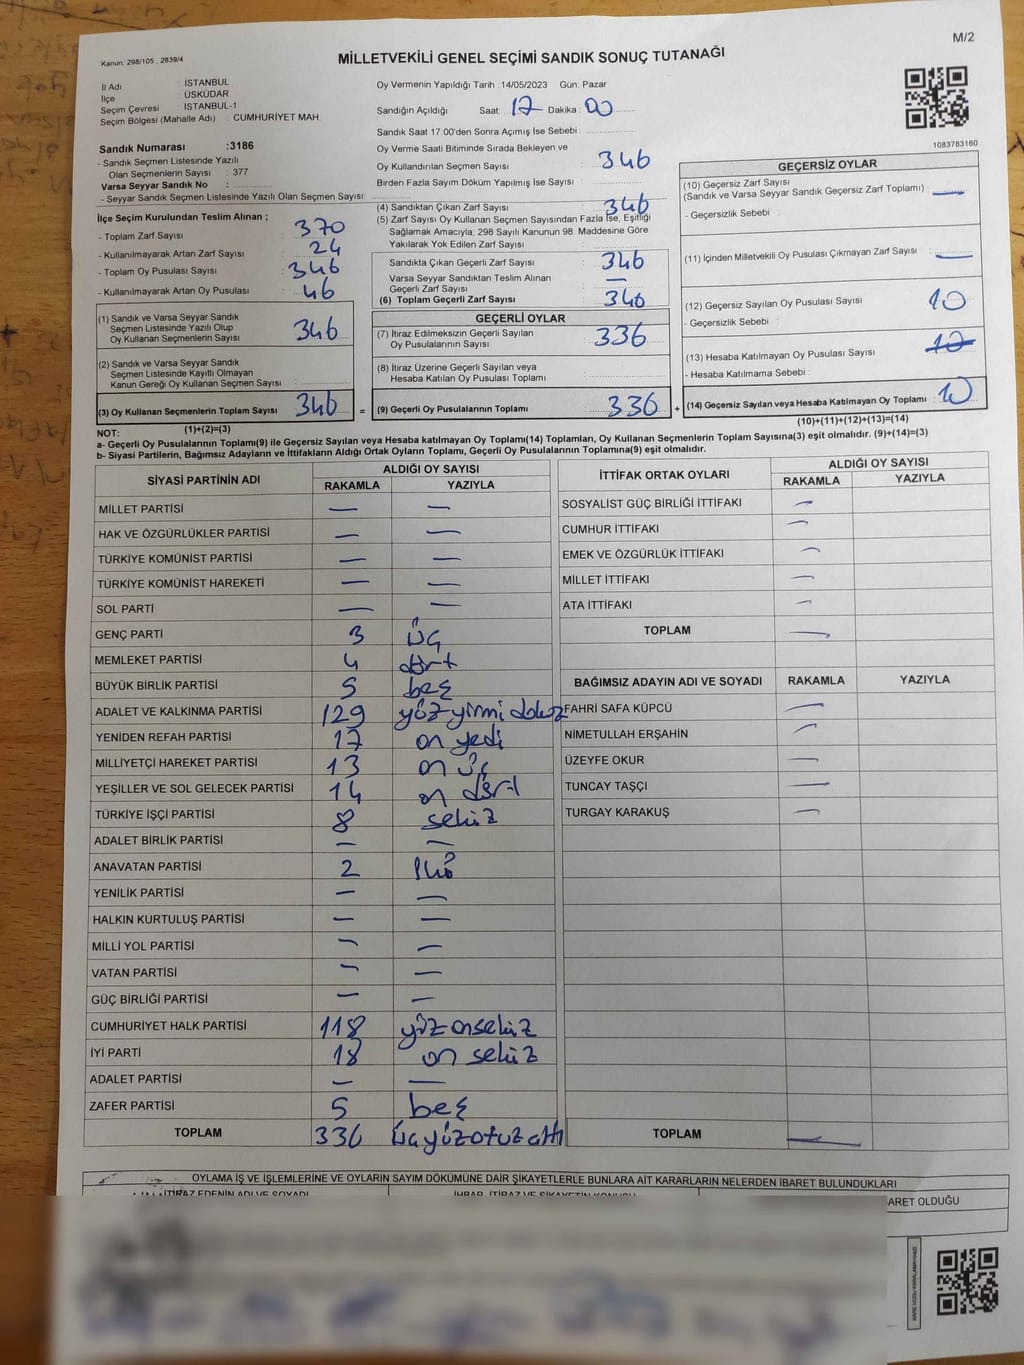 M/2
Kanun: 298/105 , 2839/4
MİLLETVEKİLİ GENEL SEÇİMİ SANDIK SONUÇ TUTANAĞI
İl Adı : İSTANBUL
İlçe : ÜSKÜDAR
Seçim Çevresi : İSTANBUL-1
Seçim Bölgesi (Mahalle Adı) : CUMHURİYET MAH.
Sandık Numarası :3186
- Sandık Seçmen Listesinde Yazılı
Olan Seçmenlerin Sayısı : 377
Varsa Seyyar Sandık No :
- Seyyar Sandık Seçmen Listesinde Yazılı Olan Seçmen Sayısı:
İlçe Seçim Kurulundan Teslim Alınan ;
- Toplam Zarf Sayısı : 370
- Kullanılmayarak Artan Zarf Sayısı : 24
- Toplam Oy Pusulası Sayısı : 346
- Kullanılmayarak Artan Oy Pusulası : 46
(1) Sandık ve Varsa Seyyar Sandık
Seçmen Listesinde Yazılı Olup
Oy Kullanan Seçmenlerin Sayısı : 346
(2) Sandık ve Varsa Seyyar Sandık
Seçmen Listesinde Kayıtlı Olmayan
Kanun Gereği Oy Kullanan Seçmen Sayısı :
(3) Oy Kullanan Seçmenlerin Toplam Sayısı : 346
(1)+(2)=(3)
Oy Vermenin Yapıldığı Tarih : 14/05/2023 Gün: Pazar
Sandığın Açıldığı Saat: 17 Dakika : 00
Sandık Saat 17.00'den Sonra Açımış İse Sebebi :
Oy Verme Saati Bitiminde Sırada Bekleyen ve
Oy Kullandırılan Seçmen Sayısı : 346
Birden Fazla Sayım Döküm Yapılmış İse Sayısı :
(4) Sandıktan Çıkan Zarf Sayısı : 346
(5) Zarf Sayısı Oy Kullanan Seçmen Sayısından Fazla İse, Eşitliği
Sağlamak Amacıyla, 298 Sayılı Kanunun 98. Maddesine Göre
Yakılarak Yok Edilen Zarf Sayısı :
Sandıkta Çıkan Geçerli Zarf Sayısı : 346
Varsa Seyyar Sandıktan Teslim Alınan
Geçerli Zarf Sayısı : —
(6) Toplam Geçerli Zarf Sayısı : 346
GEÇERLİ OYLAR
(7) İtiraz Edilmeksizin Geçerli Sayılan
Oy Pusulalarının Sayısı : 336
(8) İtiraz Üzerine Geçerli Sayılan veya
Hesaba Katılan Oy Pusulası Toplamı :
= (9) Geçerli Oy Pusulalarının Toplamı : 336 +
1083783160
GEÇERSİZ OYLAR
(10) Geçersiz Zarf Sayısı
(Sandık ve Varsa Seyyar Sandık Geçersiz Zarf Toplamı) : —
- Geçersizlik Sebebi :
(11) İçinden Milletvekili Oy Pusulası Çıkmayan Zarf Sayısı : —
(12) Geçersiz Sayılan Oy Pusulası Sayısı : 10
- Geçersizlik Sebebi :
(13) Hesaba Katılmayan Oy Pusulası Sayısı :
- Hesaba Katılmama Sebebi :
(14) Geçersiz Sayılan veya Hesaba Katılmayan Oy Toplamı : 10
(10)+(11)+(12)+(13)=(14)
NOT:
a- Geçerli Oy Pusulalarının Toplamı(9) ile Geçersiz Sayılan veya Hesaba katılmayan Oy Toplamı(14) Toplamları, Oy Kullanan Seçmenlerin Toplam Sayısına(3) eşit olmalıdır. (9)+(14)=(3)
b- Siyasi Partilerin, Bağımsız Adayların ve İttifakların Aldığı Ortak Oyların Toplamı, Geçerli Oy Pusulalarının Toplamına(9) eşit olmalıdır.
SİYASİ PARTİNİN ADI ALDIĞI OY SAYISI
RAKAMLA YAZIYLA
MİLLET PARTİSİ — —
HAK VE ÖZGÜRLÜKLER PARTİSİ — —
TÜRKİYE KOMÜNİST PARTİSİ — —
TÜRKİYE KOMÜNİST HAREKETİ — —
SOL PARTİ — —
GENÇ PARTİ 3 üç
MEMLEKET PARTİSİ 4 dört
BÜYÜK BİRLİK PARTİSİ 5 beş
ADALET VE KALKINMA PARTİSİ 129 yüz yirmi dokuz
YENİDEN REFAH PARTİSİ 17 on yedi
MİLLİYETÇİ HAREKET PARTİSİ 13 on üç
YEŞİLLER VE SOL GELECEK PARTİSİ 14 on dört
TÜRKİYE İŞÇİ PARTİSİ 8 sekiz
ADALET BİRLİK PARTİSİ — —
ANAVATAN PARTİSİ 2 iki
YENİLİK PARTİSİ — —
HALKIN KURTULUŞ PARTİSİ — —
MİLLİ YOL PARTİSİ — —
VATAN PARTİSİ — —
GÜÇ BİRLİĞİ PARTİSİ — —
CUMHURİYET HALK PARTİSİ 118 yüz onsekiz
İYİ PARTİ 18 on sekiz
ADALET PARTİSİ — —
ZAFER PARTİSİ 5 beş
TOPLAM 336 üçyüzotuzaltı
İTTİFAK ORTAK OYLARI ALDIĞI OY SAYISI
RAKAMLA YAZIYLA
SOSYALİST GÜÇ BİRLİĞİ İTTİFAKI —
CUMHUR İTTİFAKI —
EMEK VE ÖZGÜRLÜK İTTİFAKI —
MİLLET İTTİFAKI —
ATA İTTİFAKI —
TOPLAM —
BAĞIMSIZ ADAYIN ADI VE SOYADI RAKAMLA YAZIYLA
FAHRİ SAFA KÜPCÜ —
NİMETULLAH ERŞAHİN —
ÜZEYFE OKUR —
TUNCAY TAŞÇI —
TURGAY KARAKUŞ —
TOPLAM —
OYLAMA İŞ VE İŞLEMLERİNE VE OYLARIN SAYIM DÖKÜMÜNE DAİR ŞİKAYETLERLE BUNLARA AİT KARARLARIN NELERDEN İBARET BULUNDUKLARI
İTİRAZ EDENİN ADI VE SOYADI İHBAR, İTİRAZ VE ŞİKAYETİN KONUSU ARET OLDUĞU